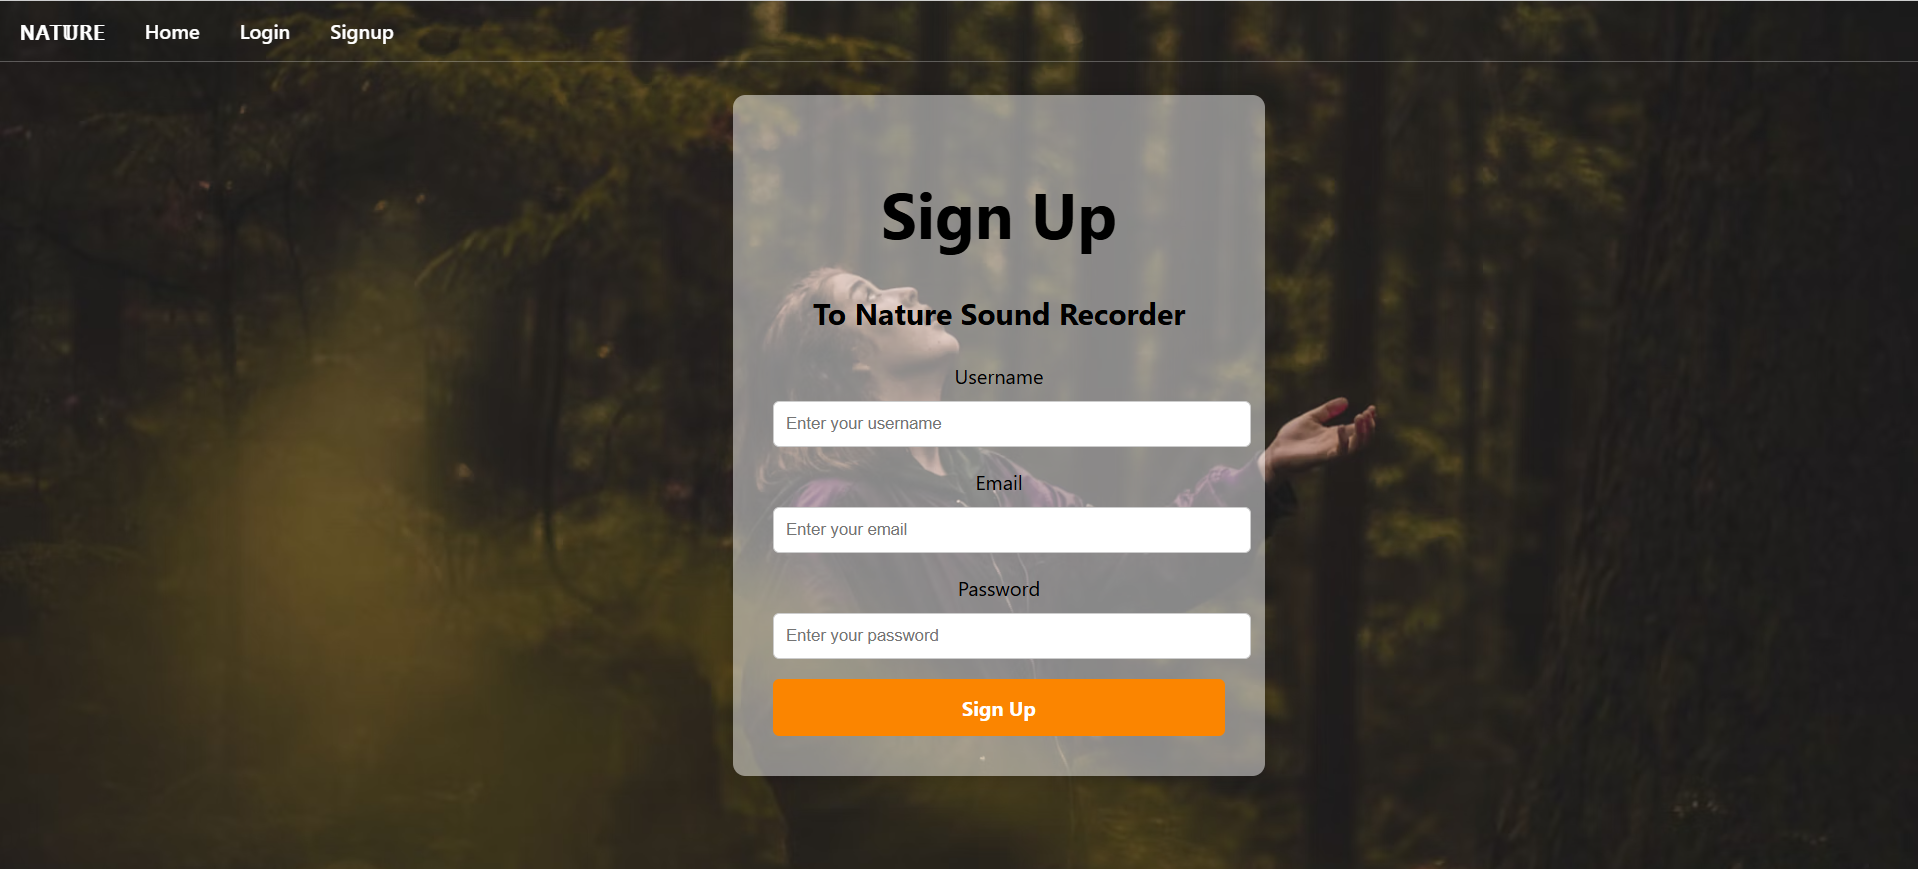 NATURE Home Login Signup
Sign Up
To Nature Sound Recorder
Username
Enter your username
Email
Enter your email
Password
Enter your password
Sign Up